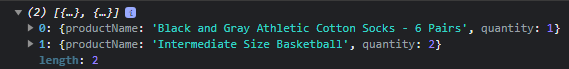 ▼ (2) [{…}, {…}] i
▶ 0: {productName: 'Black and Gray Athletic Cotton Socks - 6 Pairs', quantity: 1}
▶ 1: {productName: 'Intermediate Size Basketball', quantity: 2}
length: 2